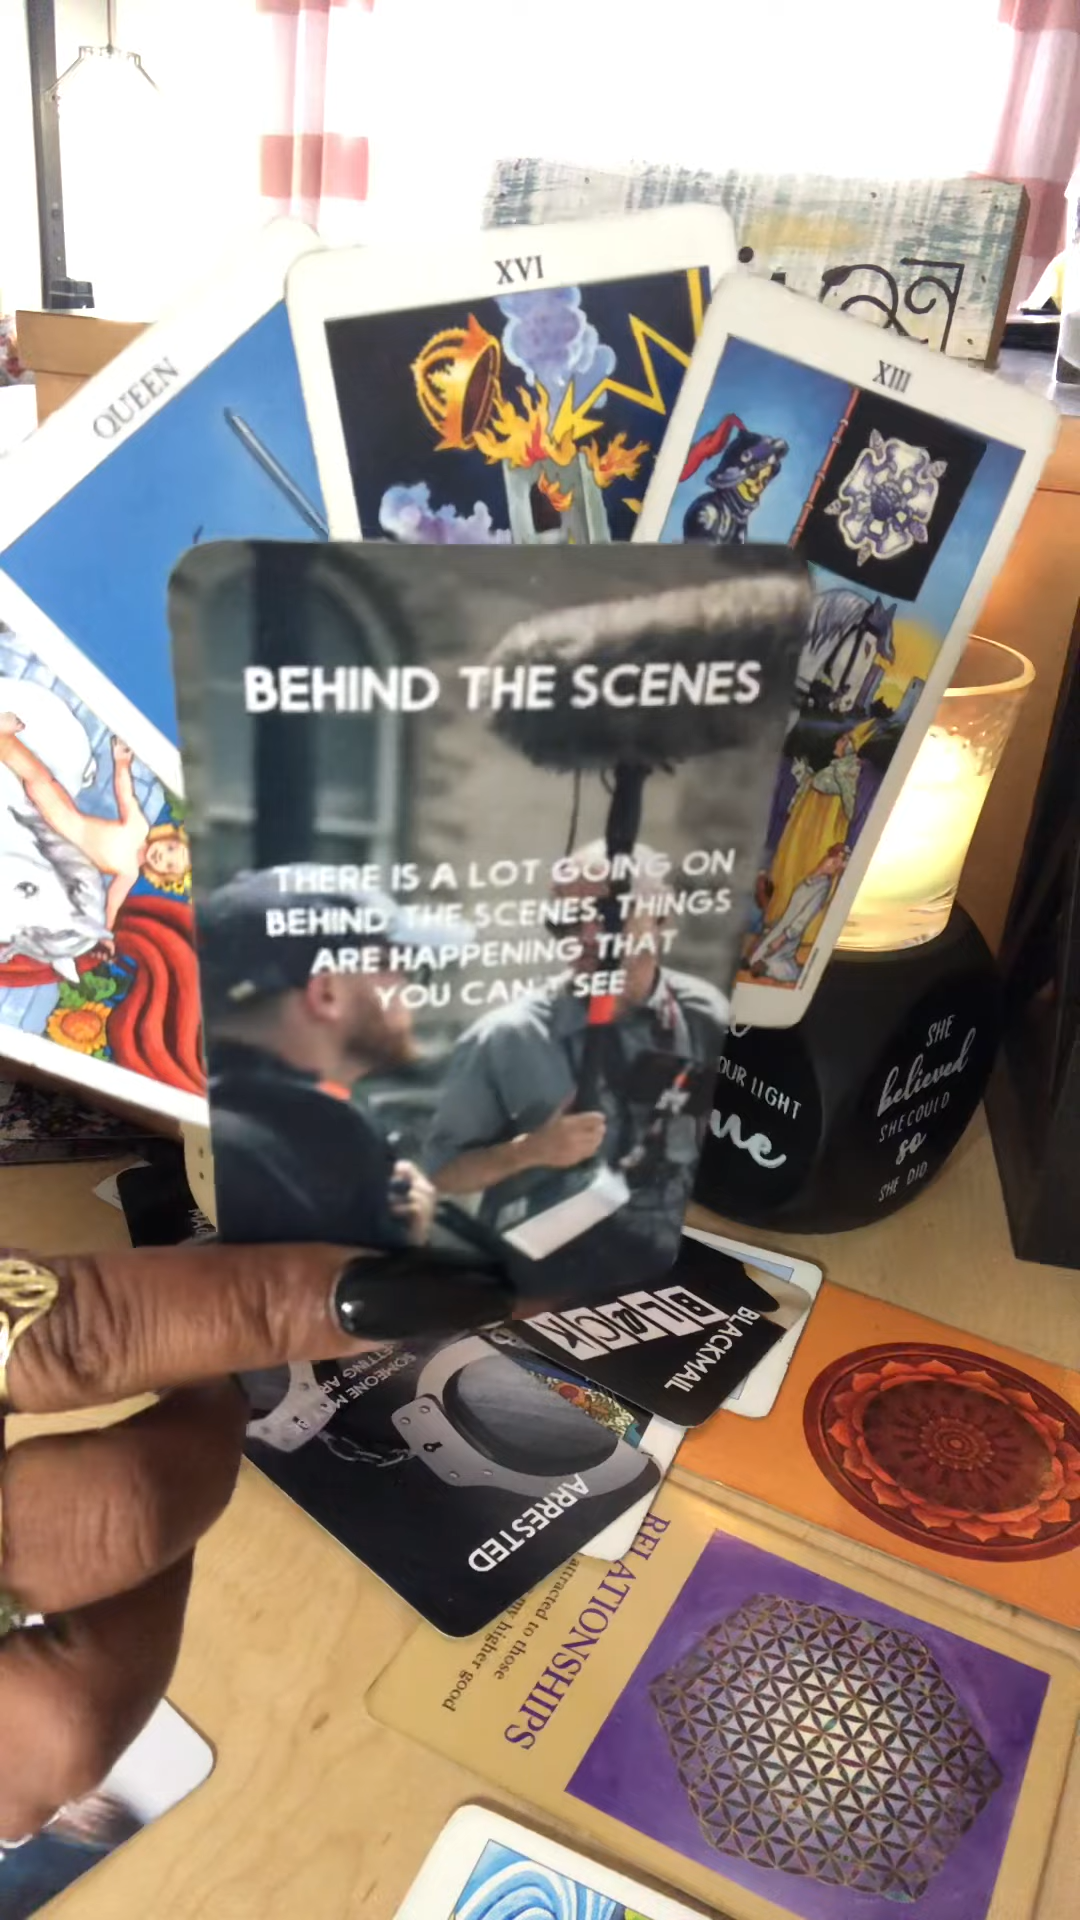 XVI
XIII
QUEEN
BEHIND THE SCENES
THERE IS A LOT GOING ON
BEHIND THE SCENES. THINGS
ARE HAPPENING THAT
YOU CAN'T SEE
OUR LIGHT
SHE
believed
SHE COULD
so
SHE DID
BLACK
BLACKMAIL
SOMEONE
ARRESTED
RELATIONSHIPS
attracted to those
my higher good